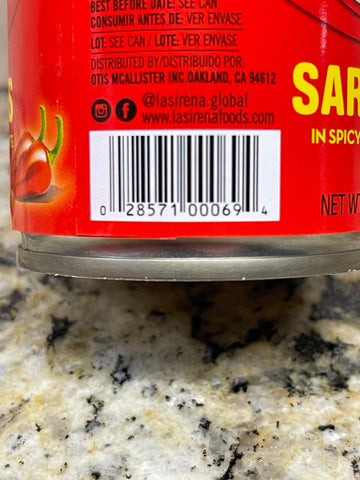 BEST BEFORE DATE: SEE CAN
CONSUMIR ANTES DE: VER ENVASE
LOT: SEE CAN / LOTE: VER ENVASE
DISTRIBUTED BY/DISTRIBUIDO POR:
OTIS MCALLISTER INC. OAKLAND, CA 94612
@lasirena.global
www.lasirenafoods.com
0 28571 00069 4
SAR
IN SPICY
NET W